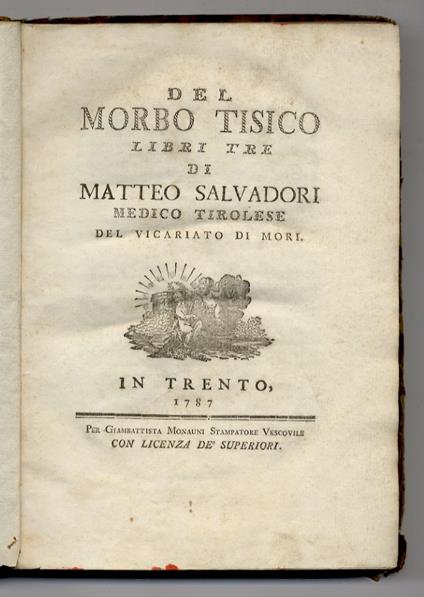 DEL
MORBO TISICO
LIBRI TRE
DI
MATTEO SALVADORI
MEDICO TIROLESE
DEL VICARIATO DI MORI.
IN TRENTO,
1787
PER GIAMBATTISTA MONAUNI STAMPATORE VESCOVILE
CON LICENZA DE' SUPERIORI.